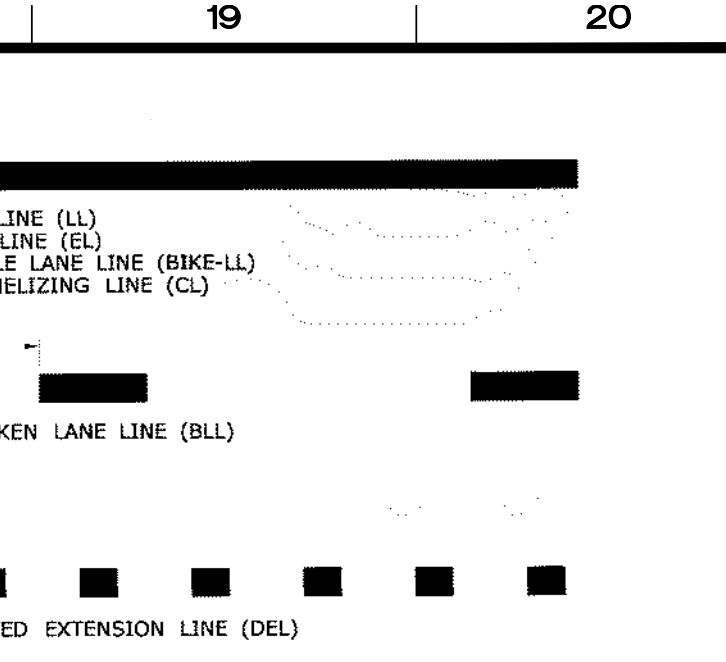 19 20
LINE (LL)
LINE (EL)
LE LANE LINE (BIKE-LL)
NELIZING LINE (CL)
KEN LANE LINE (BLL)
ED EXTENSION LINE (DEL)